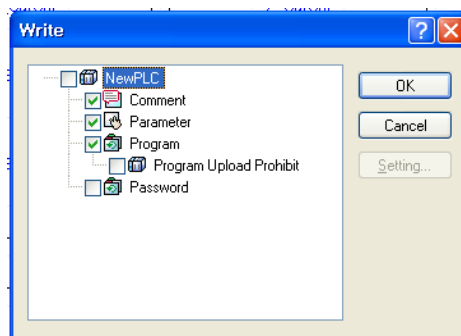 Write
NewPLC
Comment
Parameter
Program
Program Upload Prohibit
Password
OK
Cancel
Setting...